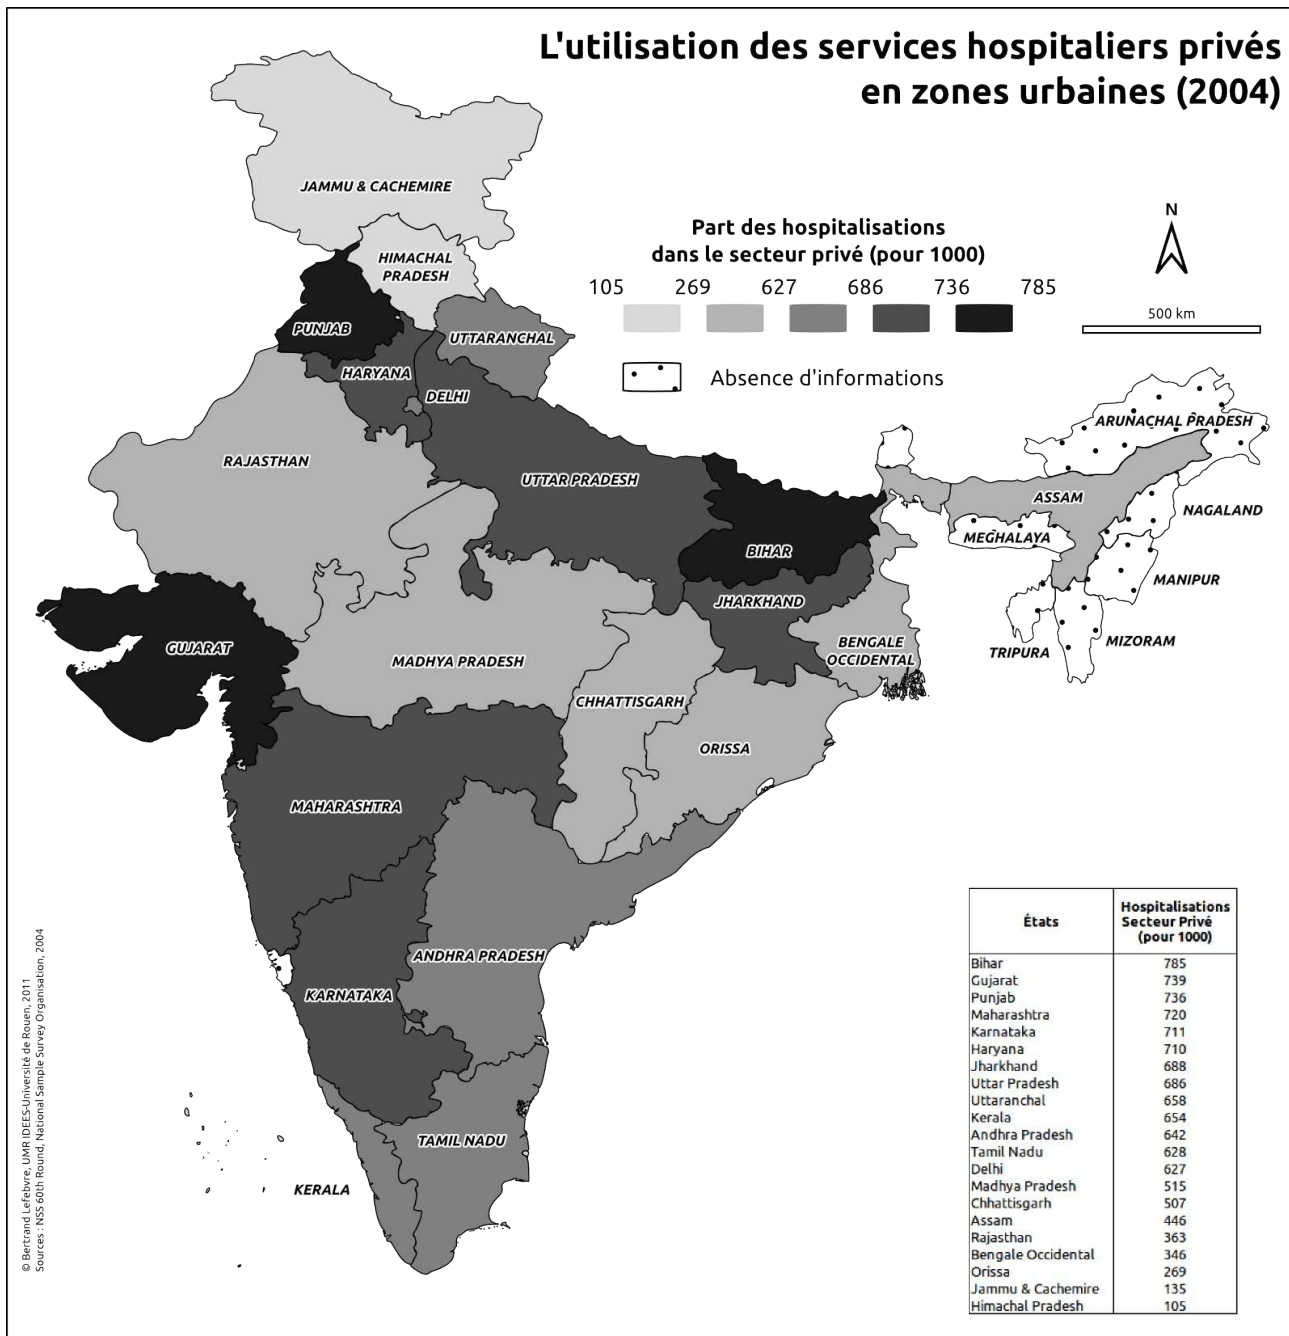 L'utilisation des services hospitaliers privés
en zones urbaines (2004)
JAMMU & CACHEMIRE
HIMACHAL
PRADESH
PUNJAB
UTTARANCHAL
HARYANA
DELHI
RAJASTHAN
UTTAR PRADESH
BIHAR
JHARKHAND
GUJARAT
MADHYA PRADESH
BENGALE
OCCIDENTAL
CHHATTISGARH
ORISSA
MAHARASHTRA
ANDHRA PRADESH
KARNATAKA
TAMIL NADU
KERALA
Part des hospitalisations
dans le secteur privé (pour 1000)
105 269 627 686 736 785
Absence d'informations
N
500 km
ARUNACHAL PRADESH
ASSAM
NAGALAND
MEGHALAYA
MANIPUR
MIZORAM
TRIPURA
États Hospitalisations
Secteur Privé
(pour 1000)
Bihar 785
Gujarat 739
Punjab 736
Maharashtra 720
Karnataka 711
Haryana 710
Jharkhand 688
Uttar Pradesh 686
Uttaranchal 658
Kerala 654
Andhra Pradesh 642
Tamil Nadu 628
Delhi 627
Madhya Pradesh 515
Chhattisgarh 507
Assam 446
Rajasthan 363
Bengale Occidental 346
Orissa 269
Jammu & Cachemire 135
Himachal Pradesh 105
© Bertrand Lefebvre, UMR IDEES-Université de Rouen, 2011
Sources : NSS 60th Round, National Sample Survey Organisation, 2004